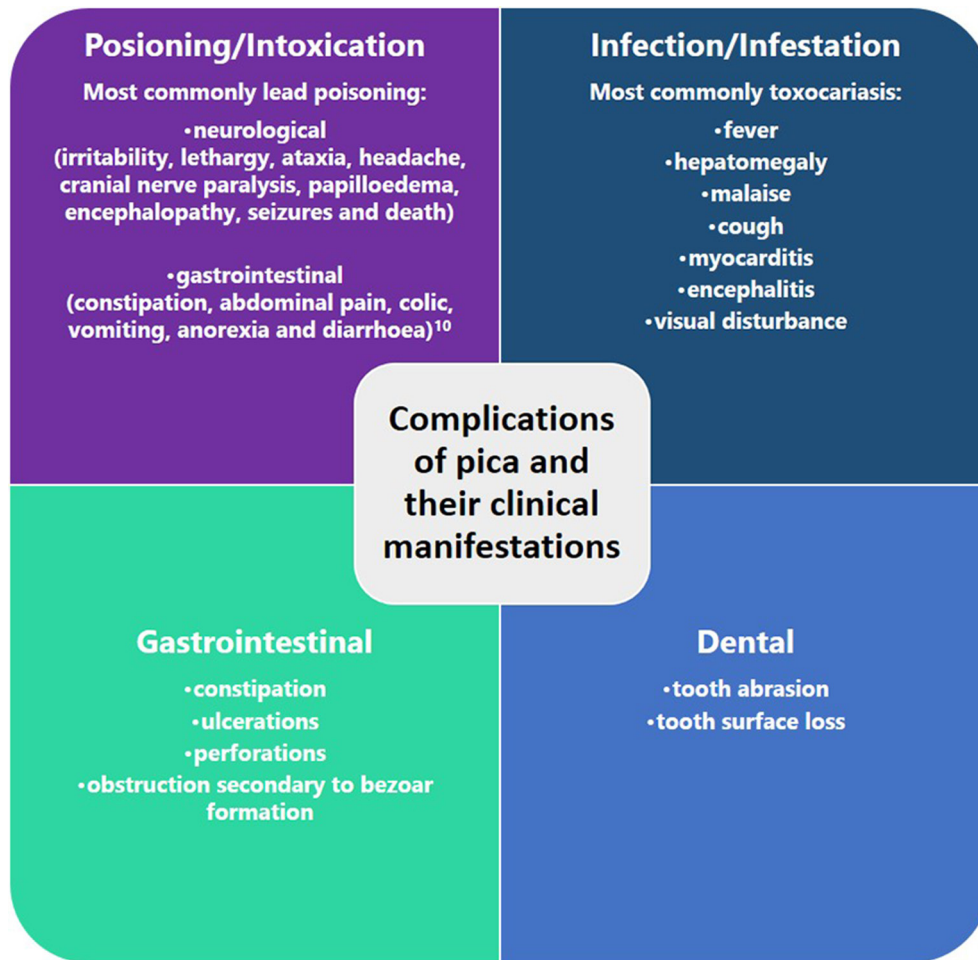 Posioning/Intoxication
Most commonly lead poisoning:
•neurological
(irritability, lethargy, ataxia, headache,
cranial nerve paralysis, papilloedema,
encephalopathy, seizures and death)
•gastrointestinal
(constipation, abdominal pain, colic,
vomiting, anorexia and diarrhoea)¹⁰
Infection/Infestation
Most commonly toxocariasis:
•fever
•hepatomegaly
•malaise
•cough
•myocarditis
•encephalitis
•visual disturbance
Complications
of pica and
their clinical
manifestations
Gastrointestinal
•constipation
•ulcerations
•perforations
•obstruction secondary to bezoar
formation
Dental
•tooth abrasion
•tooth surface loss